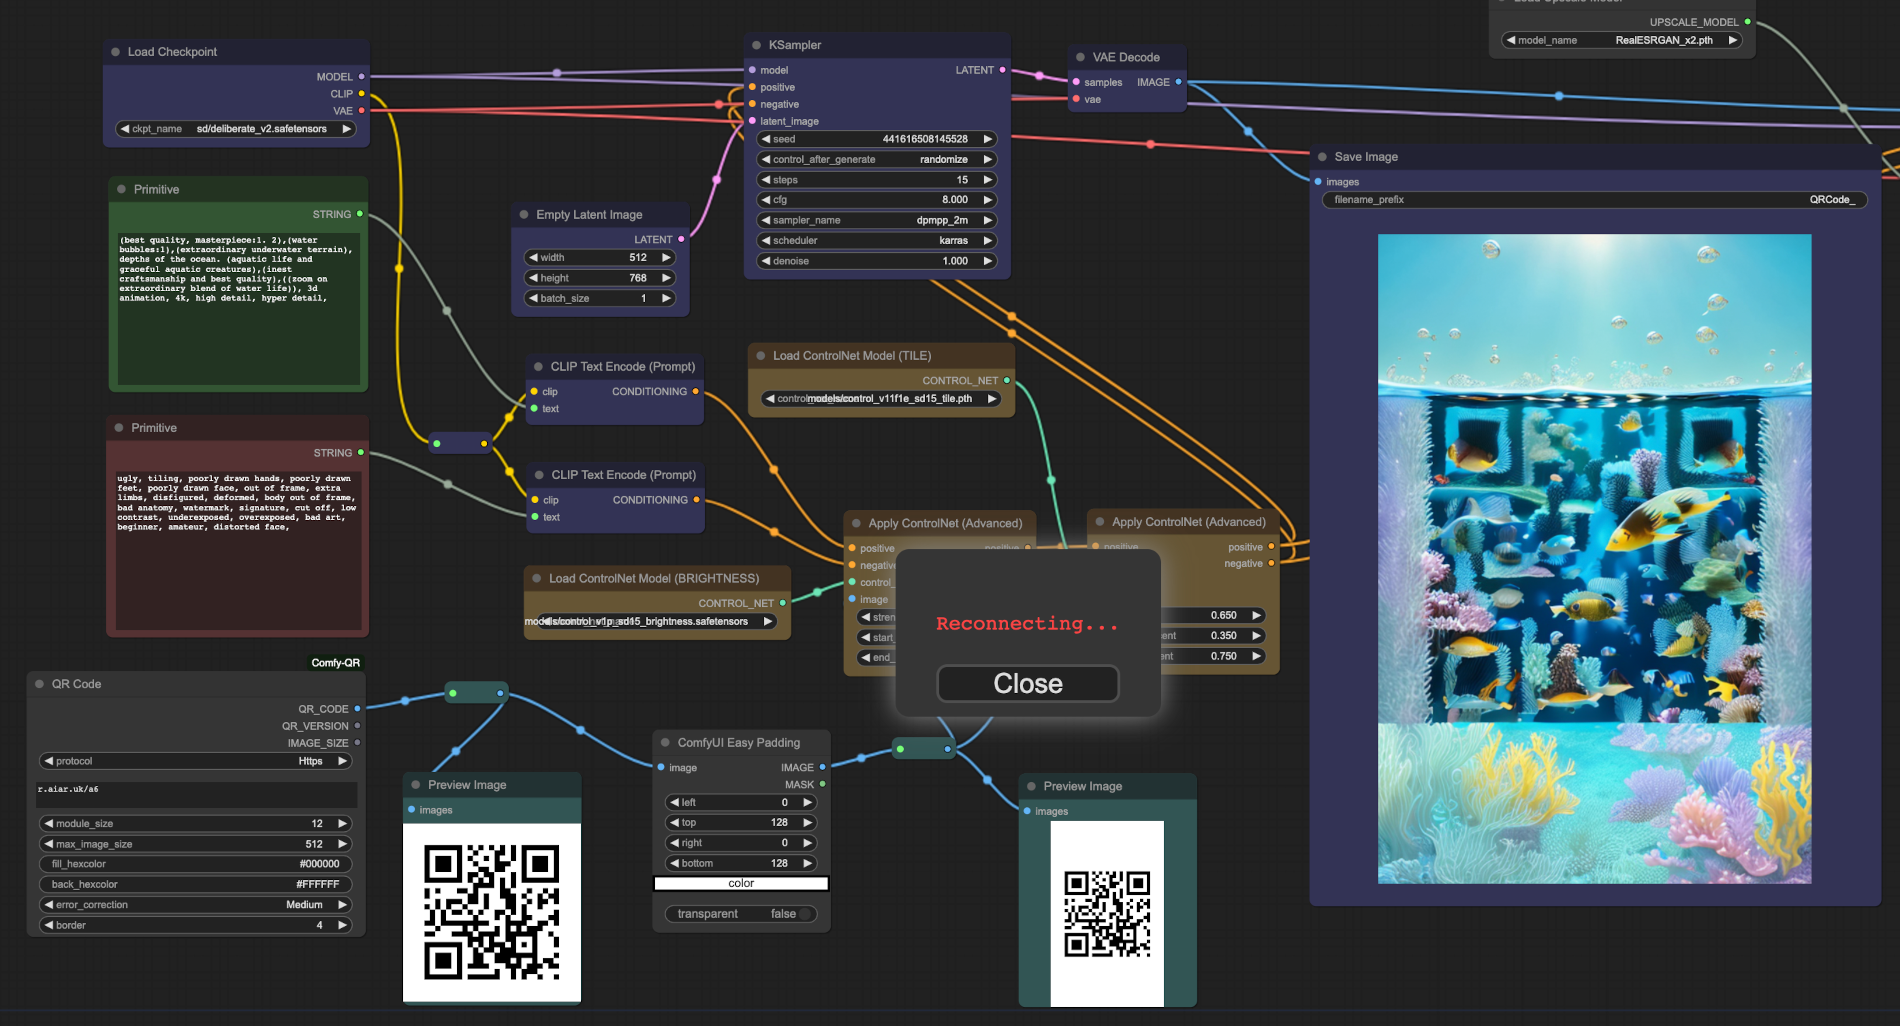 UPSCALE_MODEL
model_name RealESRGAN_x2.pth
Load Checkpoint
MODEL
CLIP
VAE
ckpt_name sd/deliberate_v2.safetensors
KSampler
model LATENT
positive
negative
latent_image
seed 441616508145528
control_after_generate randomize
steps 15
cfg 8.000
sampler_name dpmpp_2m
scheduler karras
denoise 1.000
VAE Decode
samples IMAGE
vae
Save Image
images
filename_prefix QRCode_
Primitive
STRING
(best quality, masterpiece:1. 2),(water
bubbles:1),(extraordinary underwater terrain),
depths of the ocean. (aquatic life and
graceful aquatic creatures),(inest
craftsmanship and best quality),((zoom on
extraordinary blend of water life)), 3d
animation, 4k, high detail, hyper detail,
Empty Latent Image
LATENT
width 512
height 768
batch_size 1
CLIP Text Encode (Prompt)
clip CONDITIONING
text
Load ControlNet Model (TILE)
CONTROL_NET
models/control_v11f1e_sd15_tile.pth
Primitive
STRING
ugly, tiling, poorly drawn hands, poorly drawn
feet, poorly drawn face, out of frame, extra
limbs, disfigured, deformed, body out of frame,
bad anatomy, watermark, signature, cut off, low
contrast, underexposed, overexposed, bad art,
beginner, amateur, distorted face,
CLIP Text Encode (Prompt)
clip CONDITIONING
text
Load ControlNet Model (BRIGHTNESS)
CONTROL_NET
models/control_v1p_sd15_brightness.safetensors
Apply ControlNet (Advanced)
positive positive
negative
control_
image
stren
start_
end_
Apply ControlNet (Advanced)
positive positive
negative
0.650
ent 0.350
ent 0.750
Reconnecting...
Close
Comfy-QR
QR Code
QR_CODE
QR_VERSION
IMAGE_SIZE
protocol Https
r.aiar.uk/a6
module_size 12
max_image_size 512
fill_hexcolor #000000
back_hexcolor #FFFFFF
error_correction Medium
border 4
Preview Image
images
ComfyUI Easy Padding
image IMAGE
MASK
left 0
top 128
right 0
bottom 128
color
transparent false
Preview Image
images